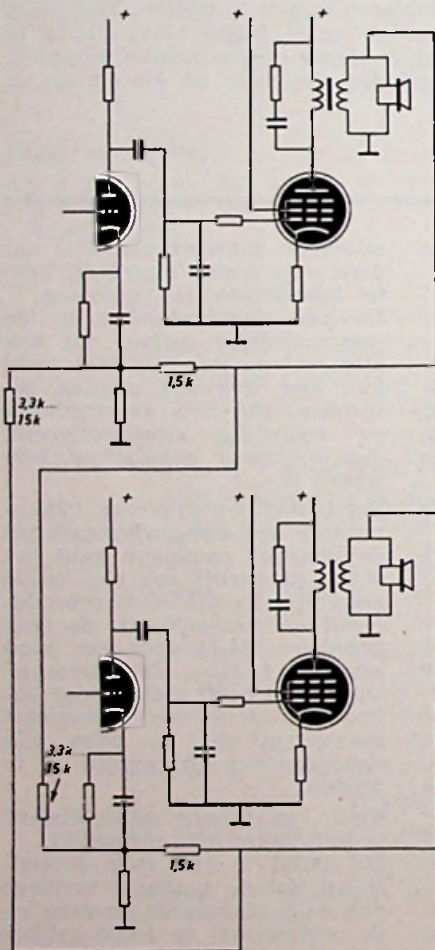 + + +
1,5k
3,3k...
15k
+ + +
3,3k
15k
1,5k